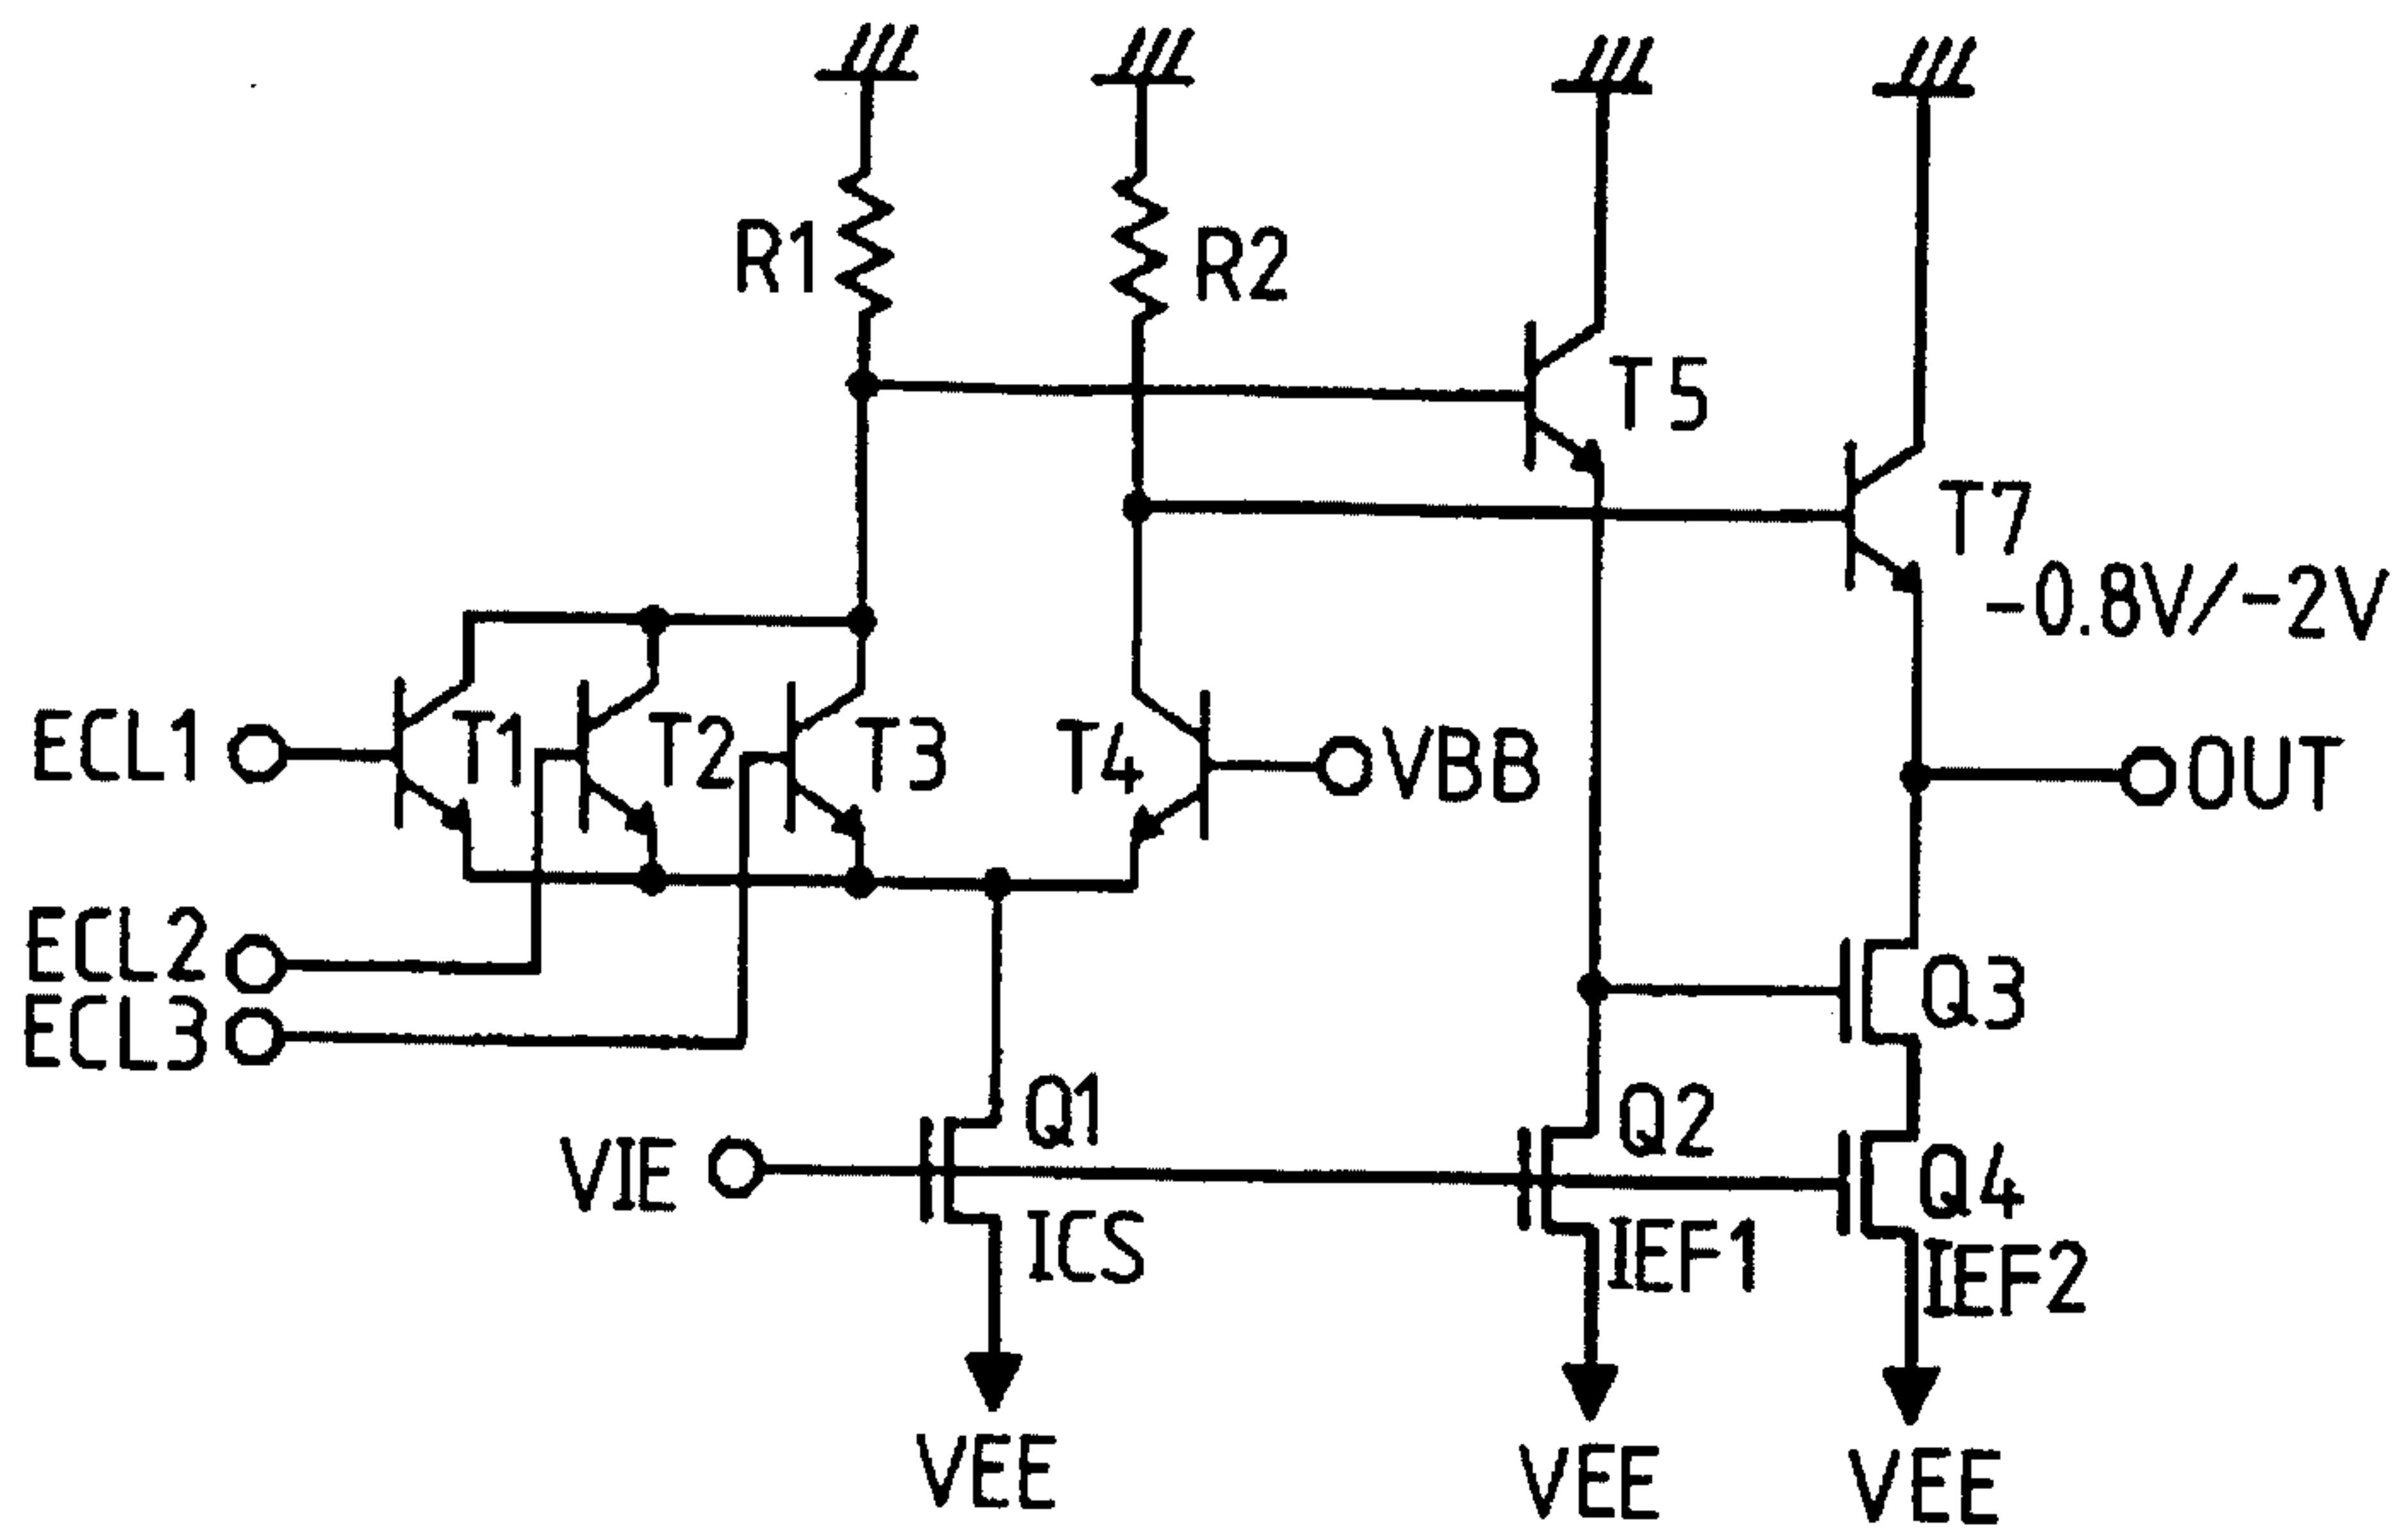 R1
R2
T5
T7
-0.8V/-2V
ECL1
T1
T2
T3
T4
VBB
OUT
ECL2
ECL3
Q3
Q1
Q2
VIE
Q4
ICS
IEF1
IEF2
VEE
VEE
VEE